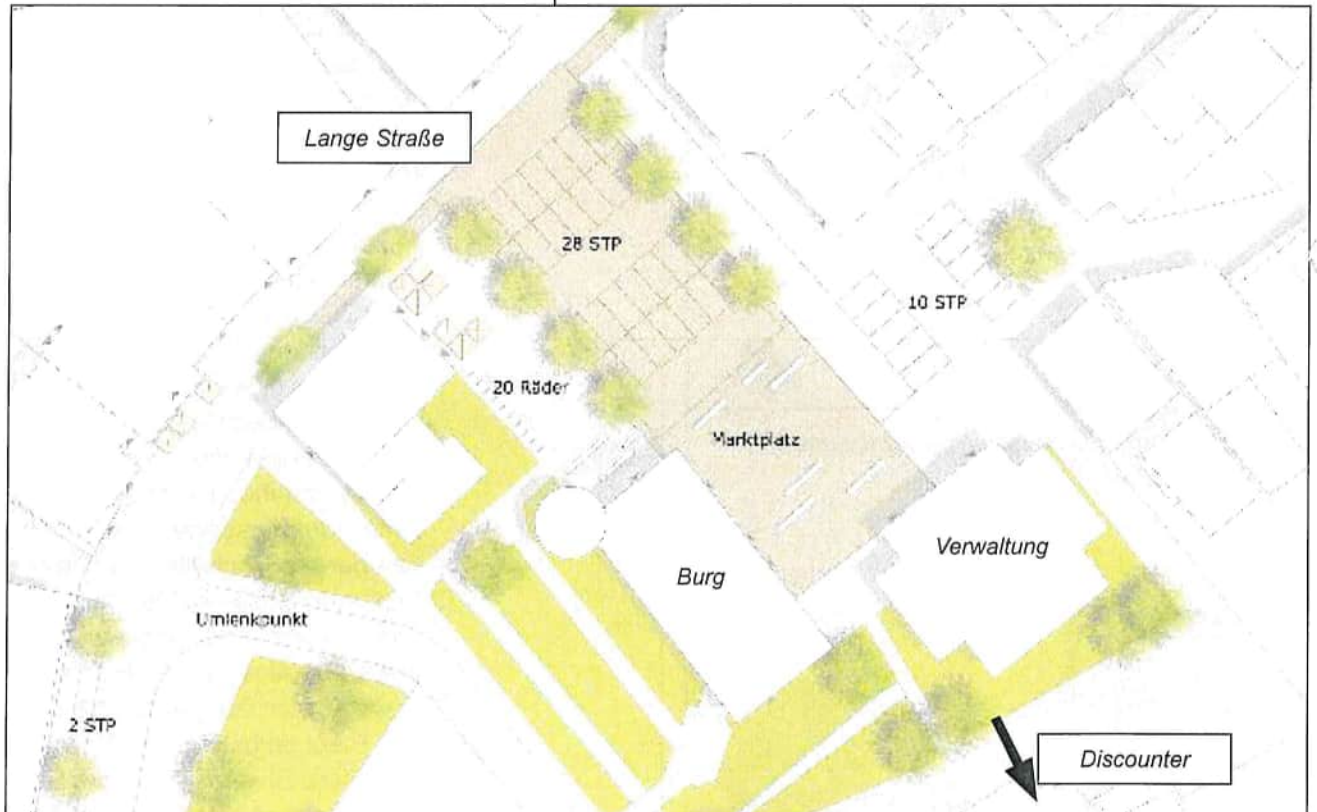 Lange Straße
28 STP
10 STP
20 Räder
Marktplatz
Verwaltung
Burg
Umlenkpunkt
2 STP
Discounter